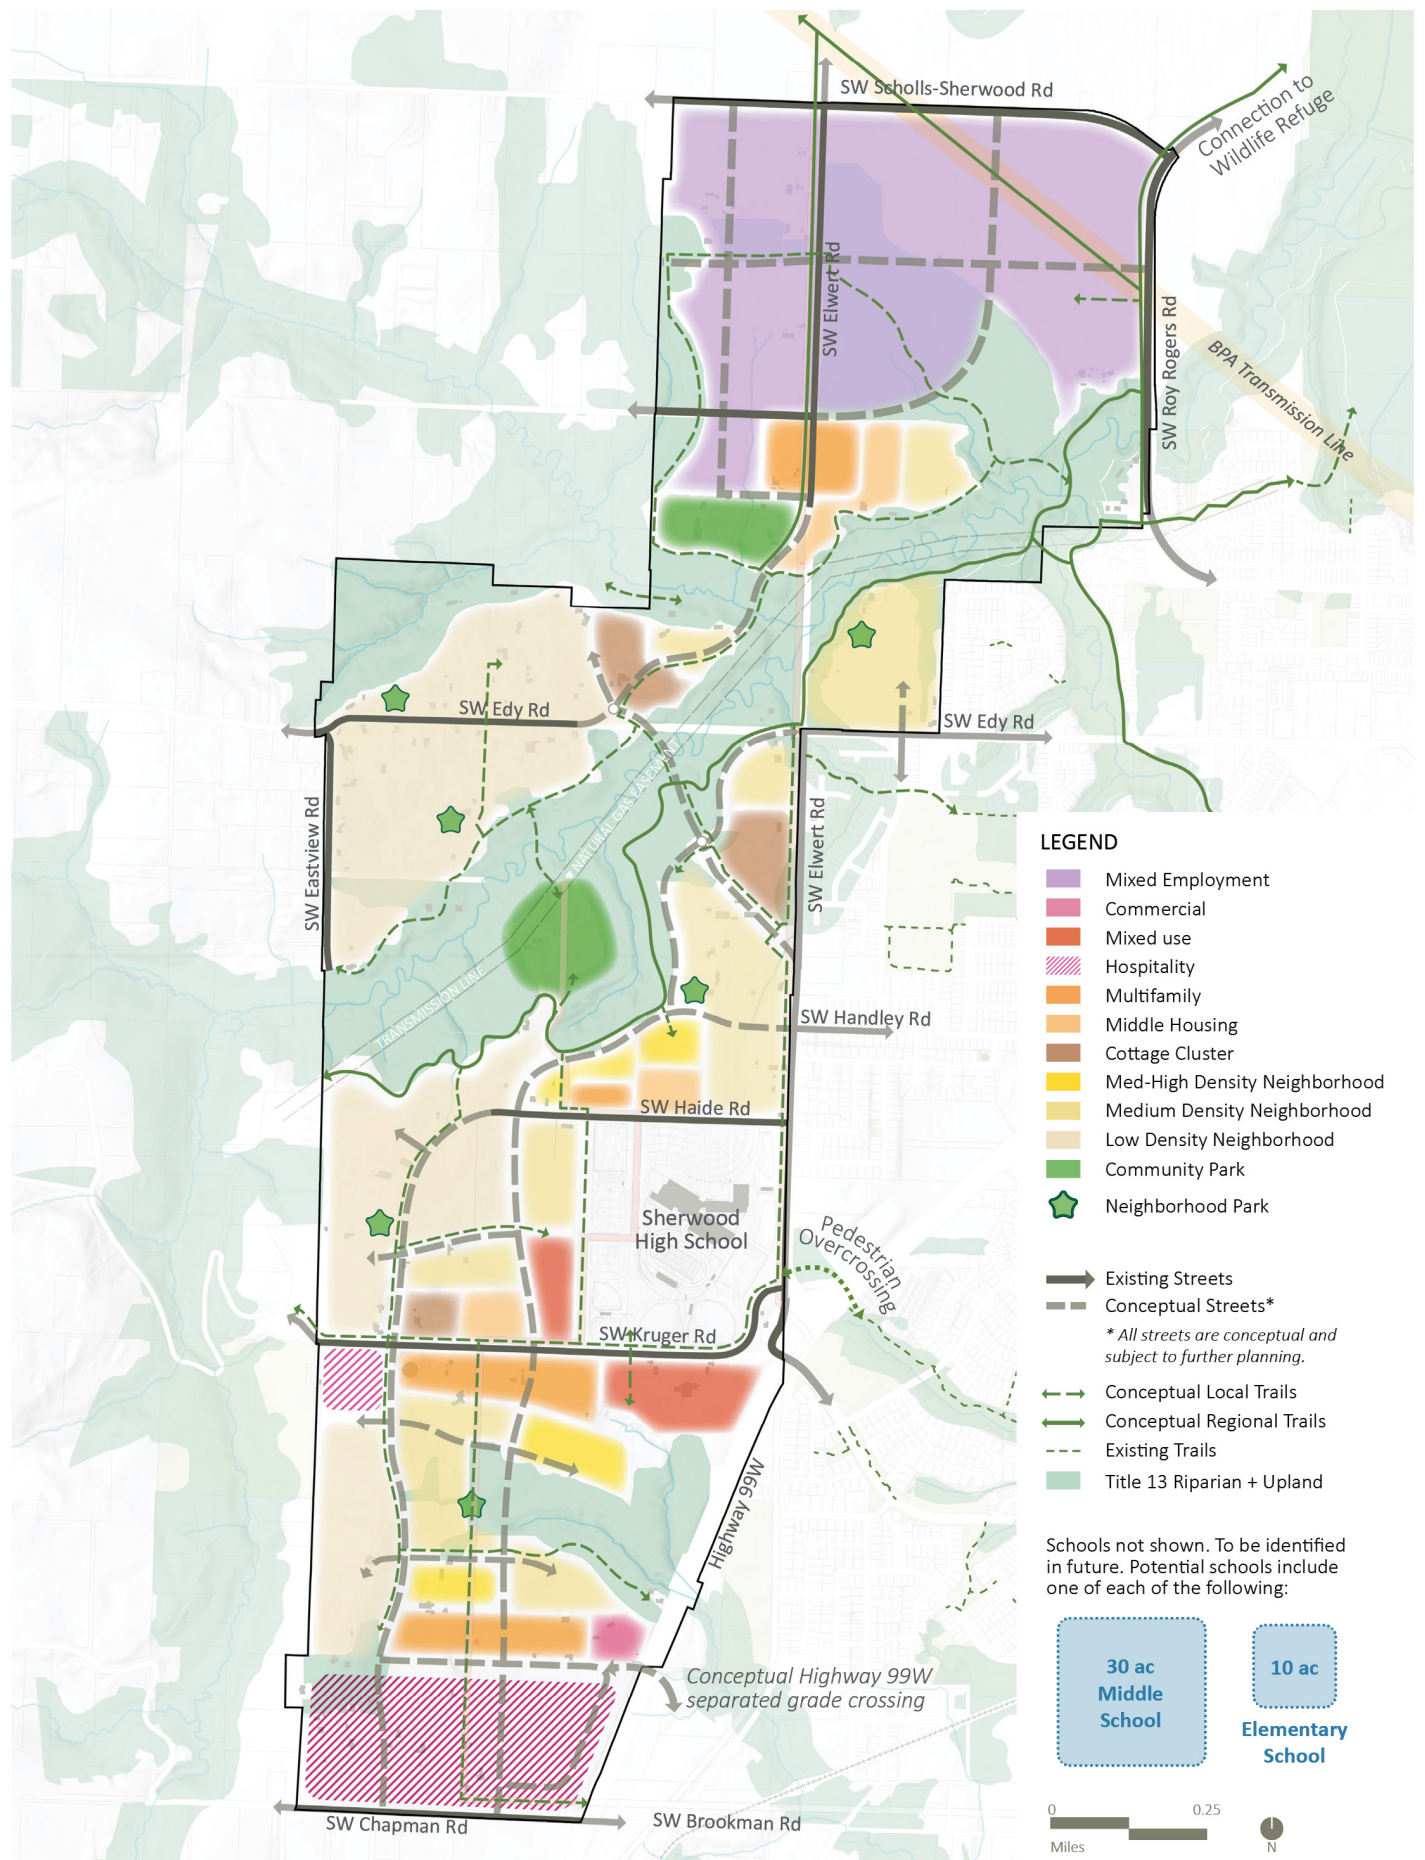 SW Scholls-Sherwood Rd
Connection to
Wildlife Refuge
SW Elwert Rd
SW Roy Rogers Rd
BPA Transmission Line
SW Edy Rd
SW Edy Rd
NATURAL GAS EASEMENT
SW Eastview Rd
SW Elwert Rd
TRANSMISSION LINE
SW Handley Rd
SW Haide Rd
Sherwood
High School
Pedestrian
Overcrossing
SW Kruger Rd
Highway 99W
Conceptual Highway 99W
separated grade crossing
SW Chapman Rd
SW Brookman Rd
LEGEND
Mixed Employment
Commercial
Mixed use
Hospitality
Multifamily
Middle Housing
Cottage Cluster
Med-High Density Neighborhood
Medium Density Neighborhood
Low Density Neighborhood
Community Park
Neighborhood Park
Existing Streets
Conceptual Streets*
* All streets are conceptual and
subject to further planning.
Conceptual Local Trails
Conceptual Regional Trails
Existing Trails
Title 13 Riparian + Upland
Schools not shown. To be identified
in future. Potential schools include
one of each of the following:
30 ac
Middle
School
10 ac
Elementary
School
0 0.25
Miles
N